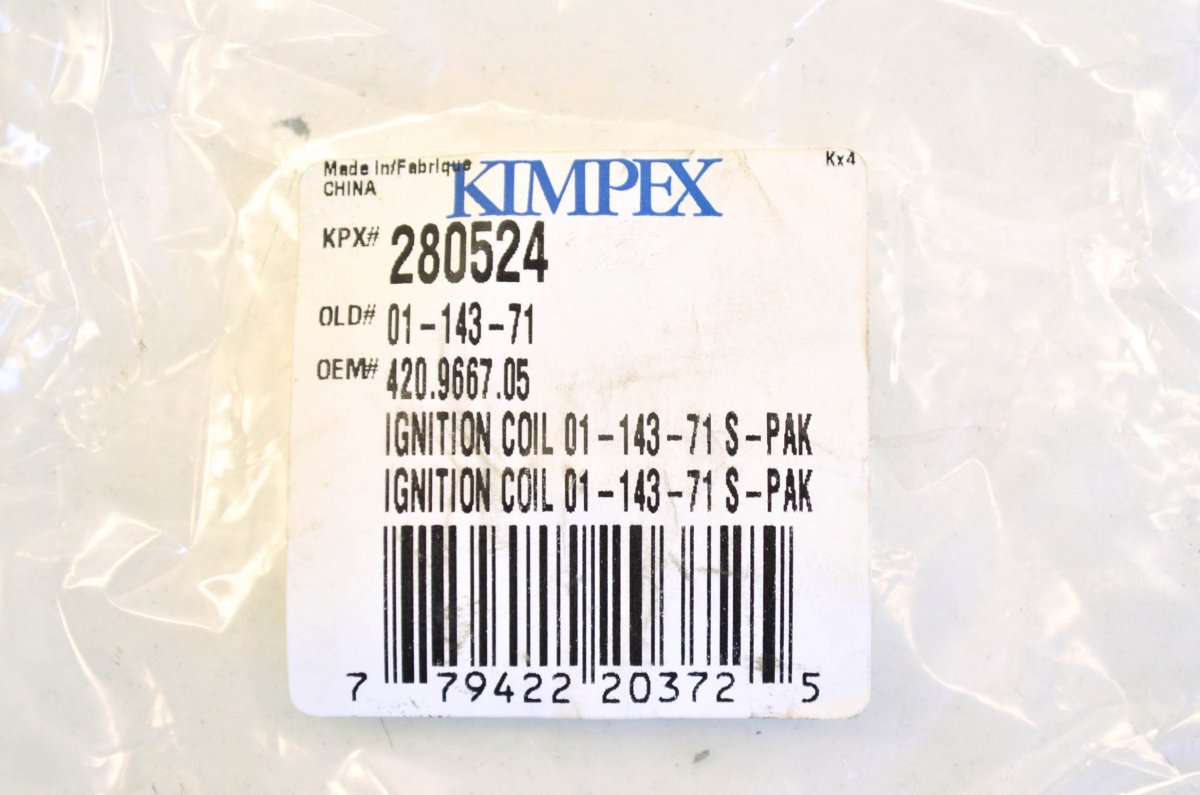 Made In/Fabrique
CHINA
KIMPEX
Kx4
KPX# 280524
OLD# 01-143-71
OEM# 420.9667.05
IGNITION COIL 01-143-71 S-PAK
IGNITION COIL 01-143-71 S-PAK
7 79422 20372 5